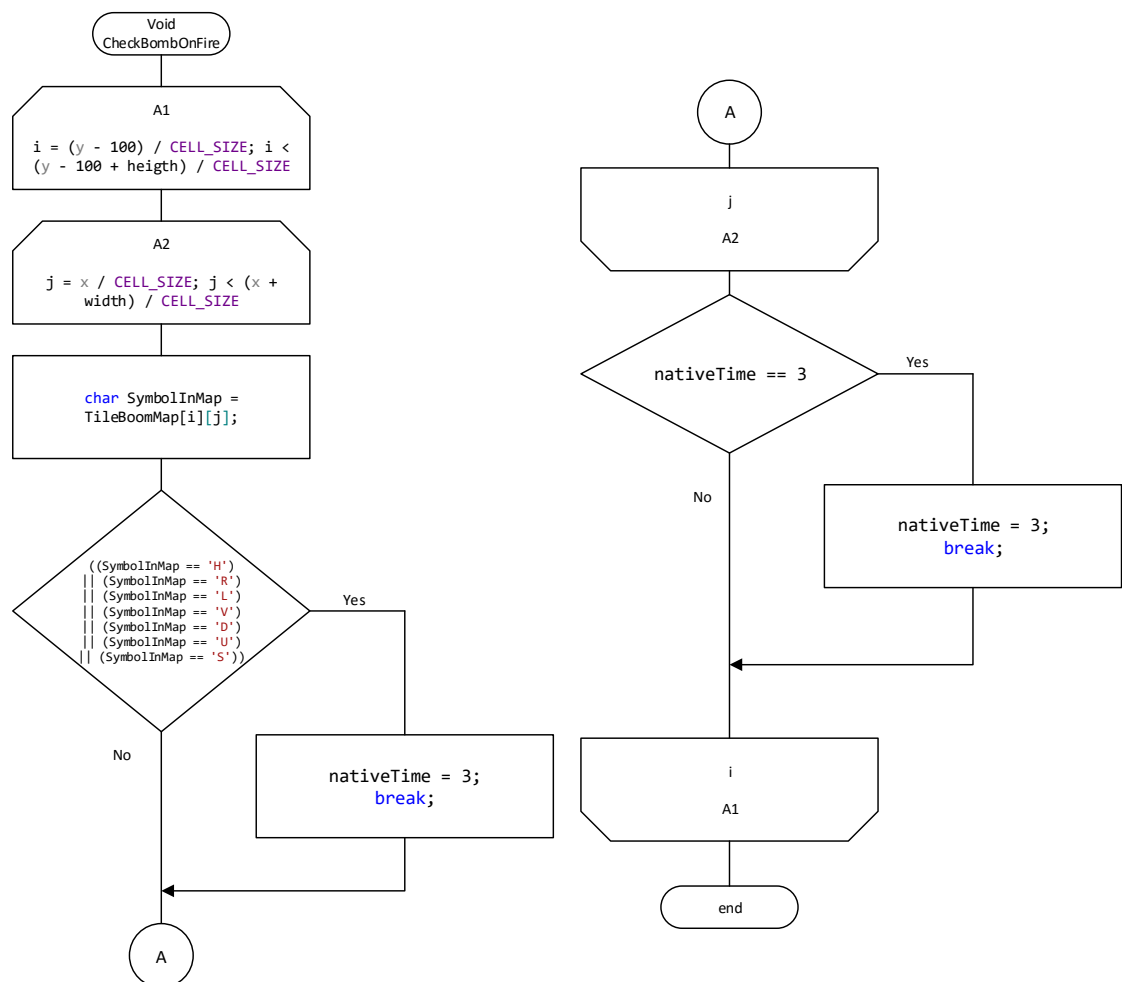 Void
CheckBombOnFire
A1
i = (y - 100) / CELL_SIZE; i <
(y - 100 + heigth) / CELL_SIZE
A2
j = x / CELL_SIZE; j < (x +
width) / CELL_SIZE
char SymbolInMap =
TileBoomMap[i][j];
((SymbolInMap == 'H')
|| (SymbolInMap == 'R')
|| (SymbolInMap == 'L')
|| (SymbolInMap == 'V')
|| (SymbolInMap == 'D')
|| (SymbolInMap == 'U')
|| (SymbolInMap == 'S'))
Yes
No
nativeTime = 3;
break;
A
A
j
A2
nativeTime == 3
Yes
No
nativeTime = 3;
break;
i
A1
end